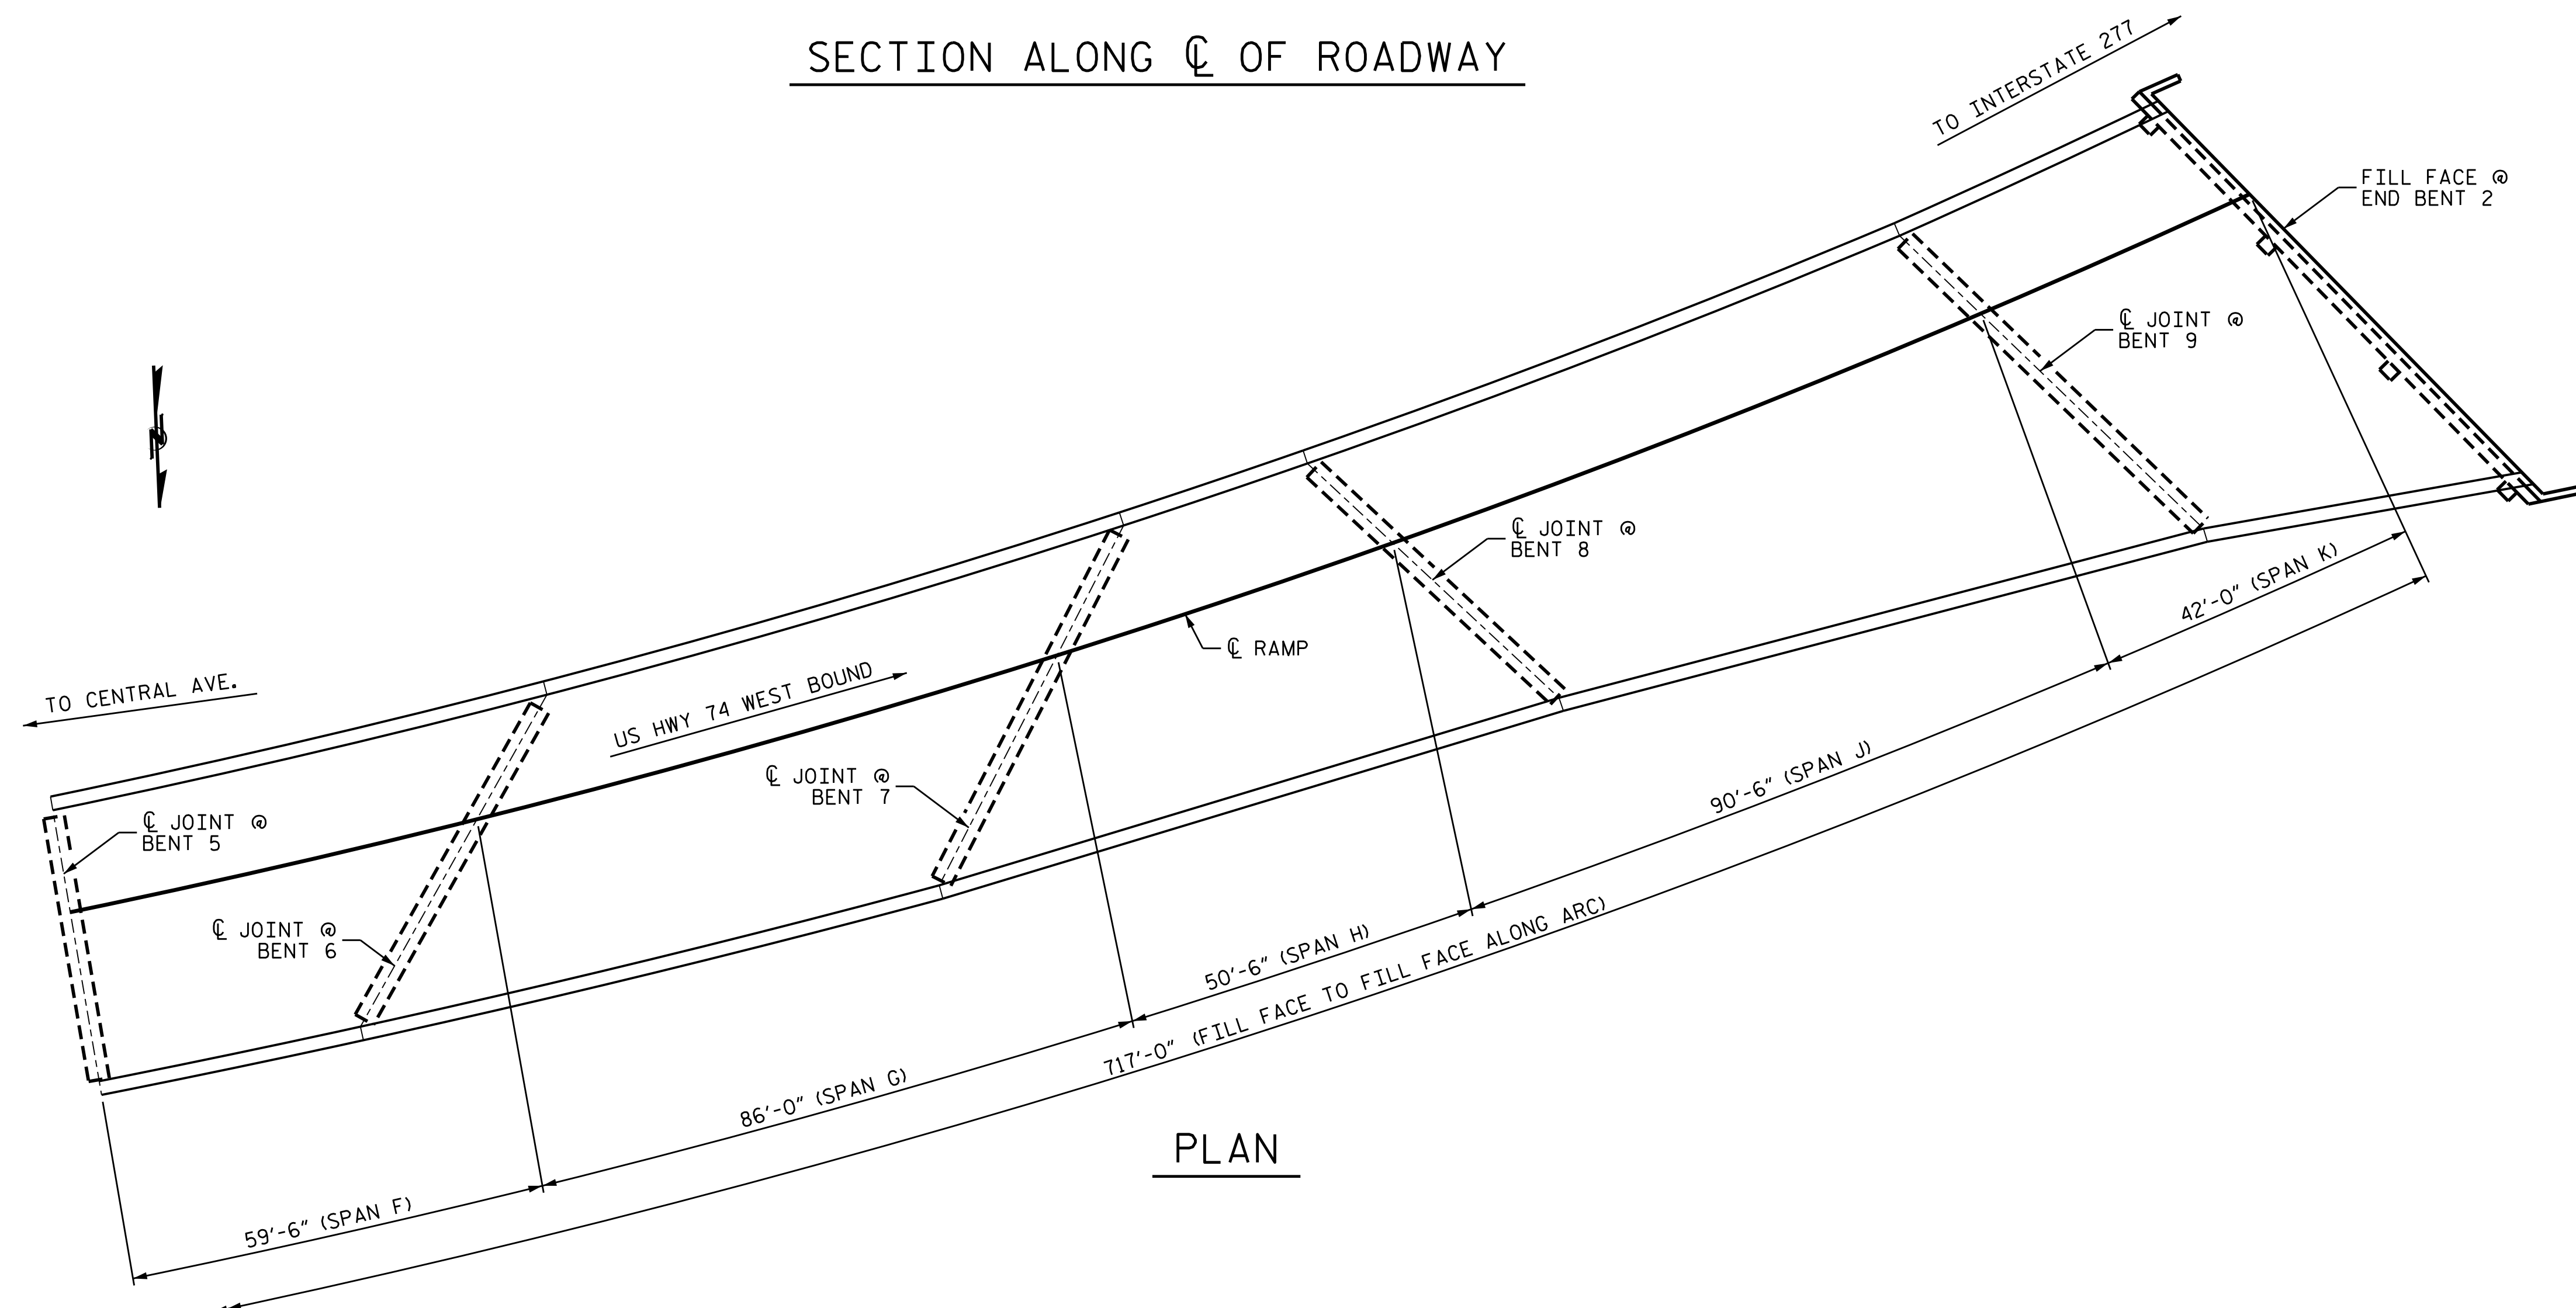 SECTION ALONG ℄ OF ROADWAY
TO INTERSTATE 277
FILL FACE @
END BENT 2
℄ JOINT @
BENT 9
N
℄ JOINT @
BENT 8
℄ RAMP
TO CENTRAL AVE.
US HWY 74 WEST BOUND
℄ JOINT @
BENT 7
℄ JOINT @
BENT 5
℄ JOINT @
BENT 6
42'-0" (SPAN K)
90'-6" (SPAN J)
50'-6" (SPAN H)
717'-0" (FILL FACE TO FILL FACE ALONG ARC)
86'-0" (SPAN G)
59'-6" (SPAN F)
PLAN